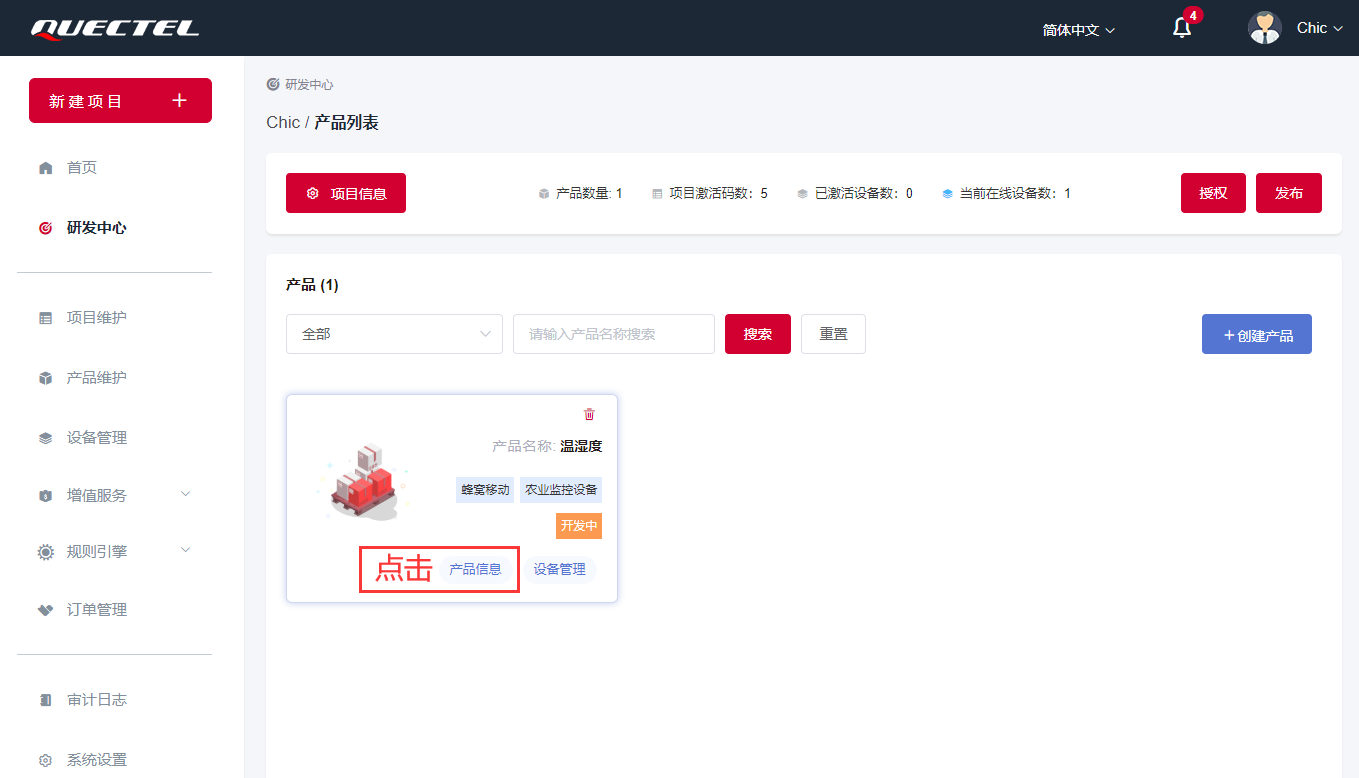 QUECTEL
简体中文
4
Chic
新建项目
首页
研发中心
项目维护
产品维护
设备管理
增值服务
规则引擎
订单管理
审计日志
系统设置
研发中心
Chic / 产品列表
项目信息
产品数量: 1
项目激活码数：5
已激活设备数：0
当前在线设备数：1
授权
发布
产品 (1)
全部
请输入产品名称搜索
搜索
重置
+创建产品
产品名称: 温湿度
蜂窝移动
农业监控设备
开发中
点击
产品信息
设备管理